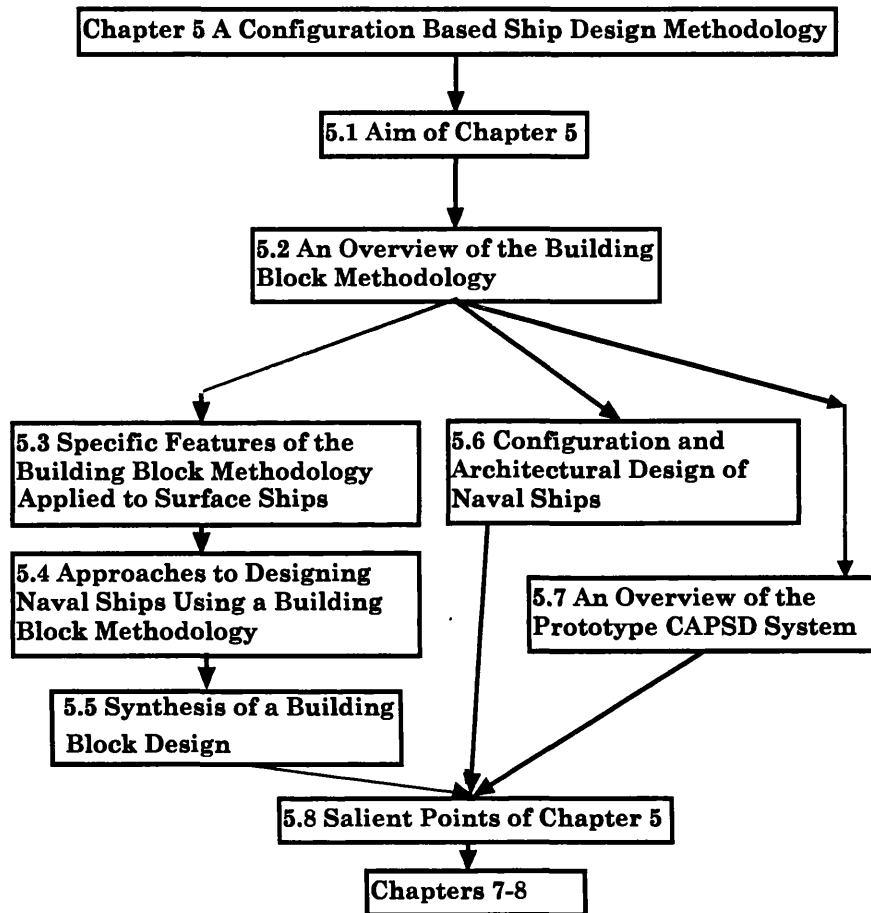 Chapter 5 A Configuration Based Ship Design Methodology
5.1 Aim of Chapter 5
5.2 An Overview of the Building
Block Methodology
5.3 Specific Features of the
Building Block Methodology
Applied to Surface Ships
5.6 Configuration and
Architectural Design of
Naval Ships
5.4 Approaches to Designing
Naval Ships Using a Building
Block Methodology
5.7 An Overview of the
Prototype CAPSD System
5.5 Synthesis of a Building
Block Design
5.8 Salient Points of Chapter 5
Chapters 7-8